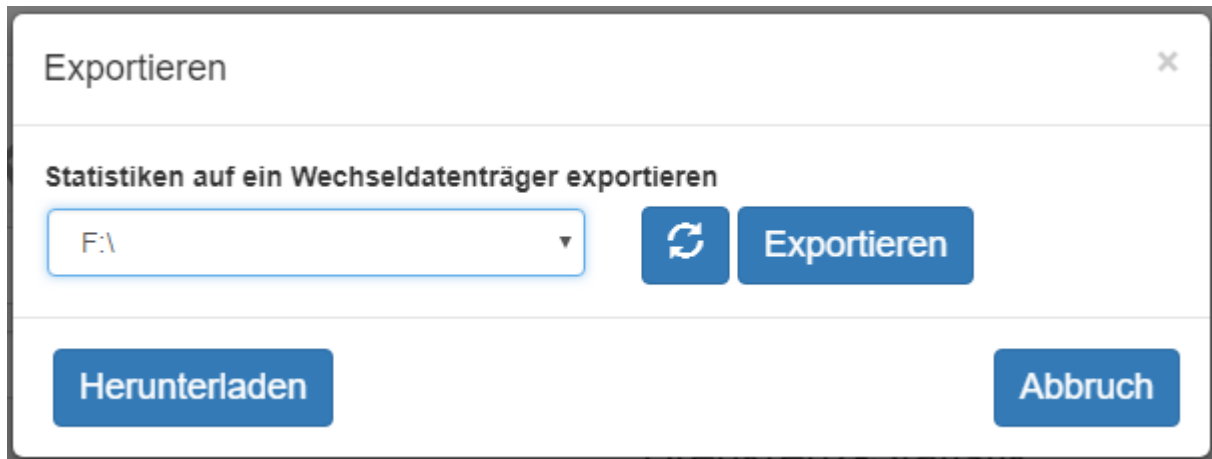 Exportieren
×
Statistiken auf ein Wechseldatenträger exportieren
F:\
Exportieren
Herunterladen
Abbruch